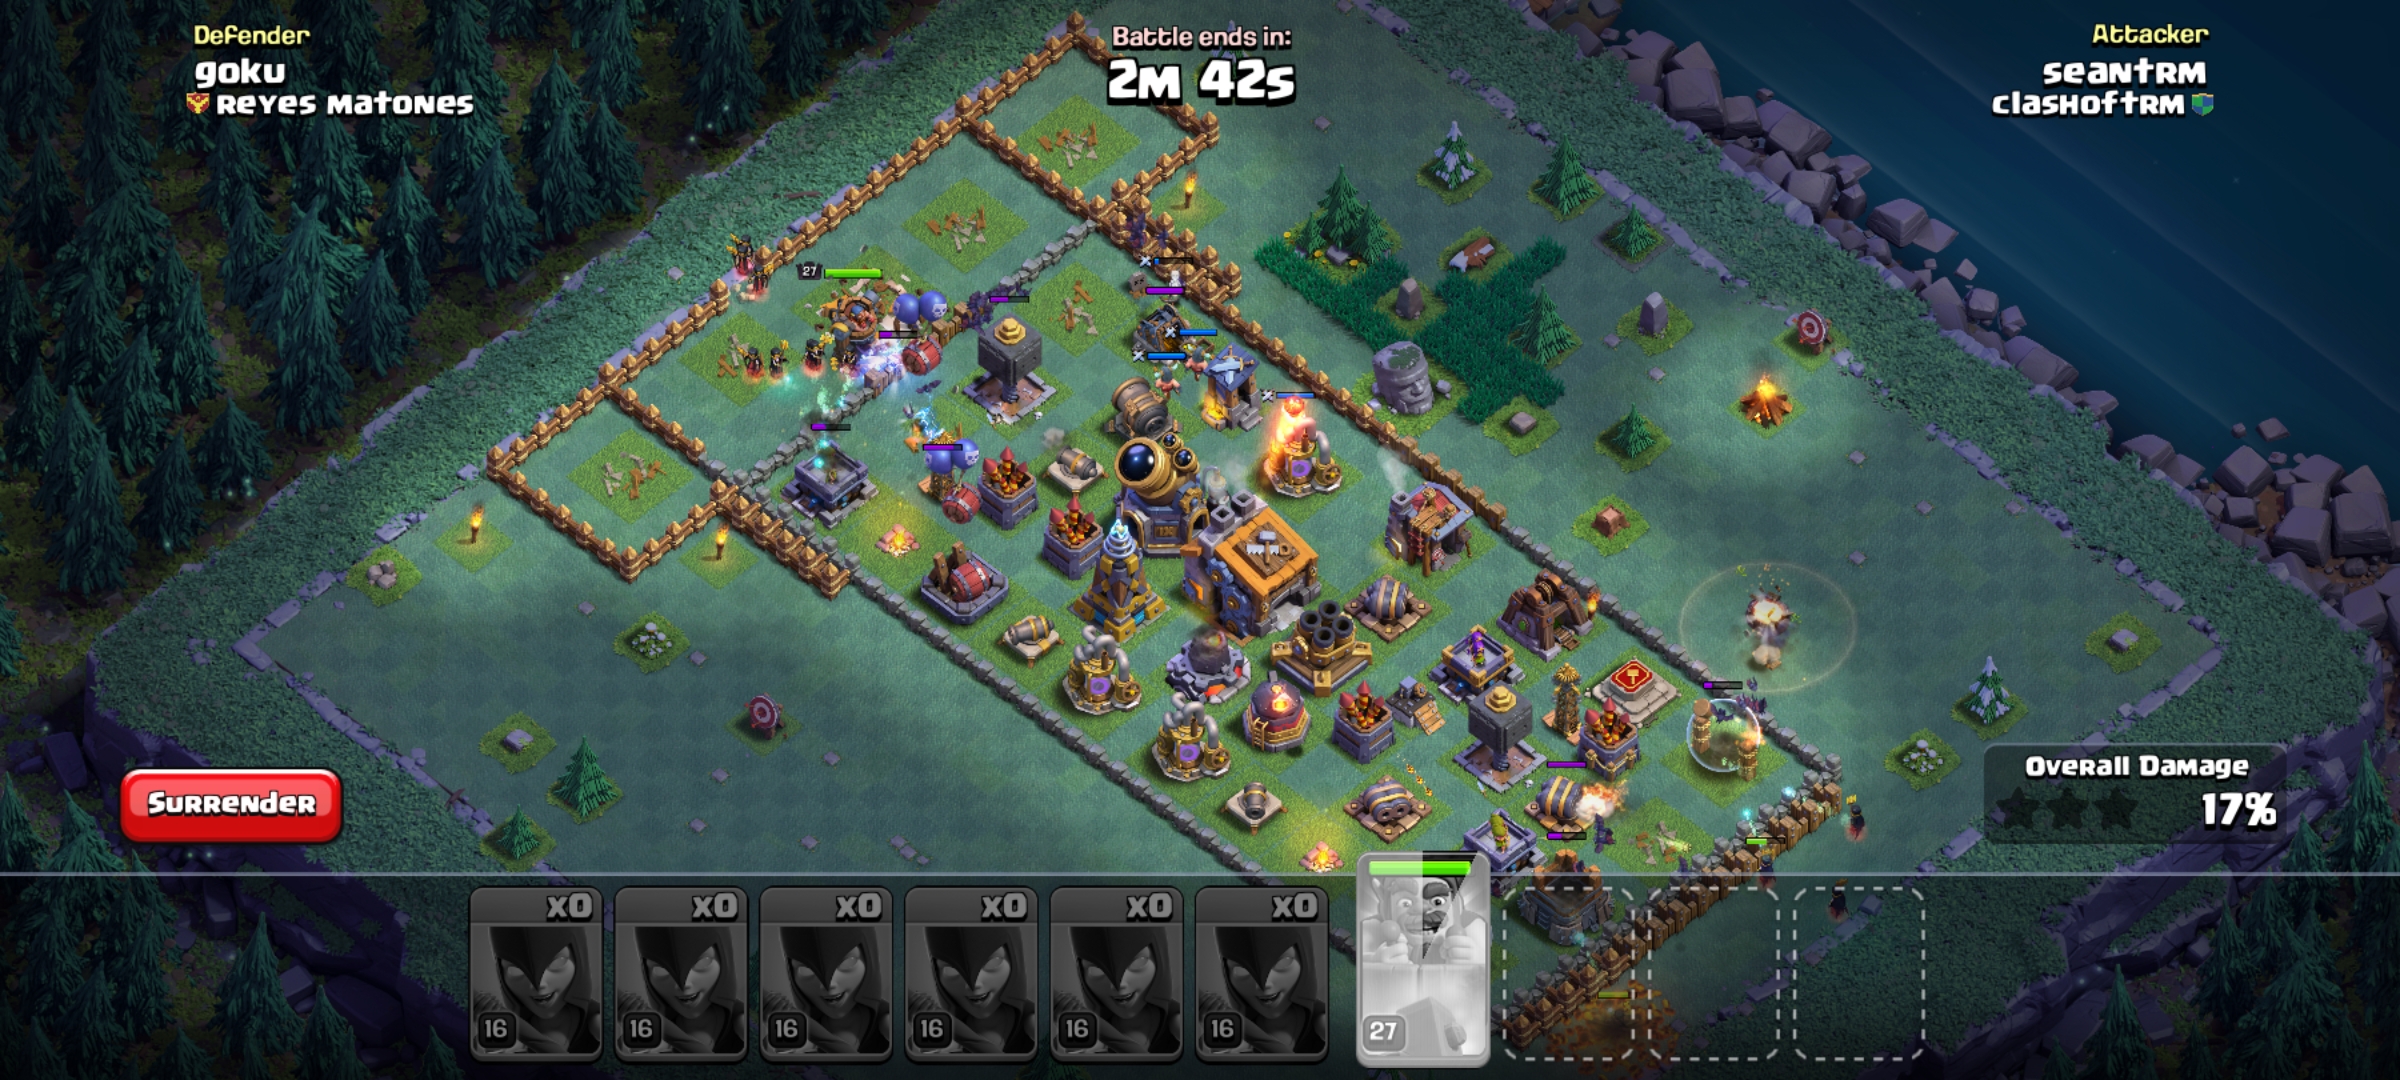 Defender
goku
Reyes Matones
Battle ends in:
2M 42s
Attacker
seantRM
clashoftRM
27
Surrender
Overall Damage
17%
x0
x0
x0
x0
x0
x0
16
16
16
16
16
16
27